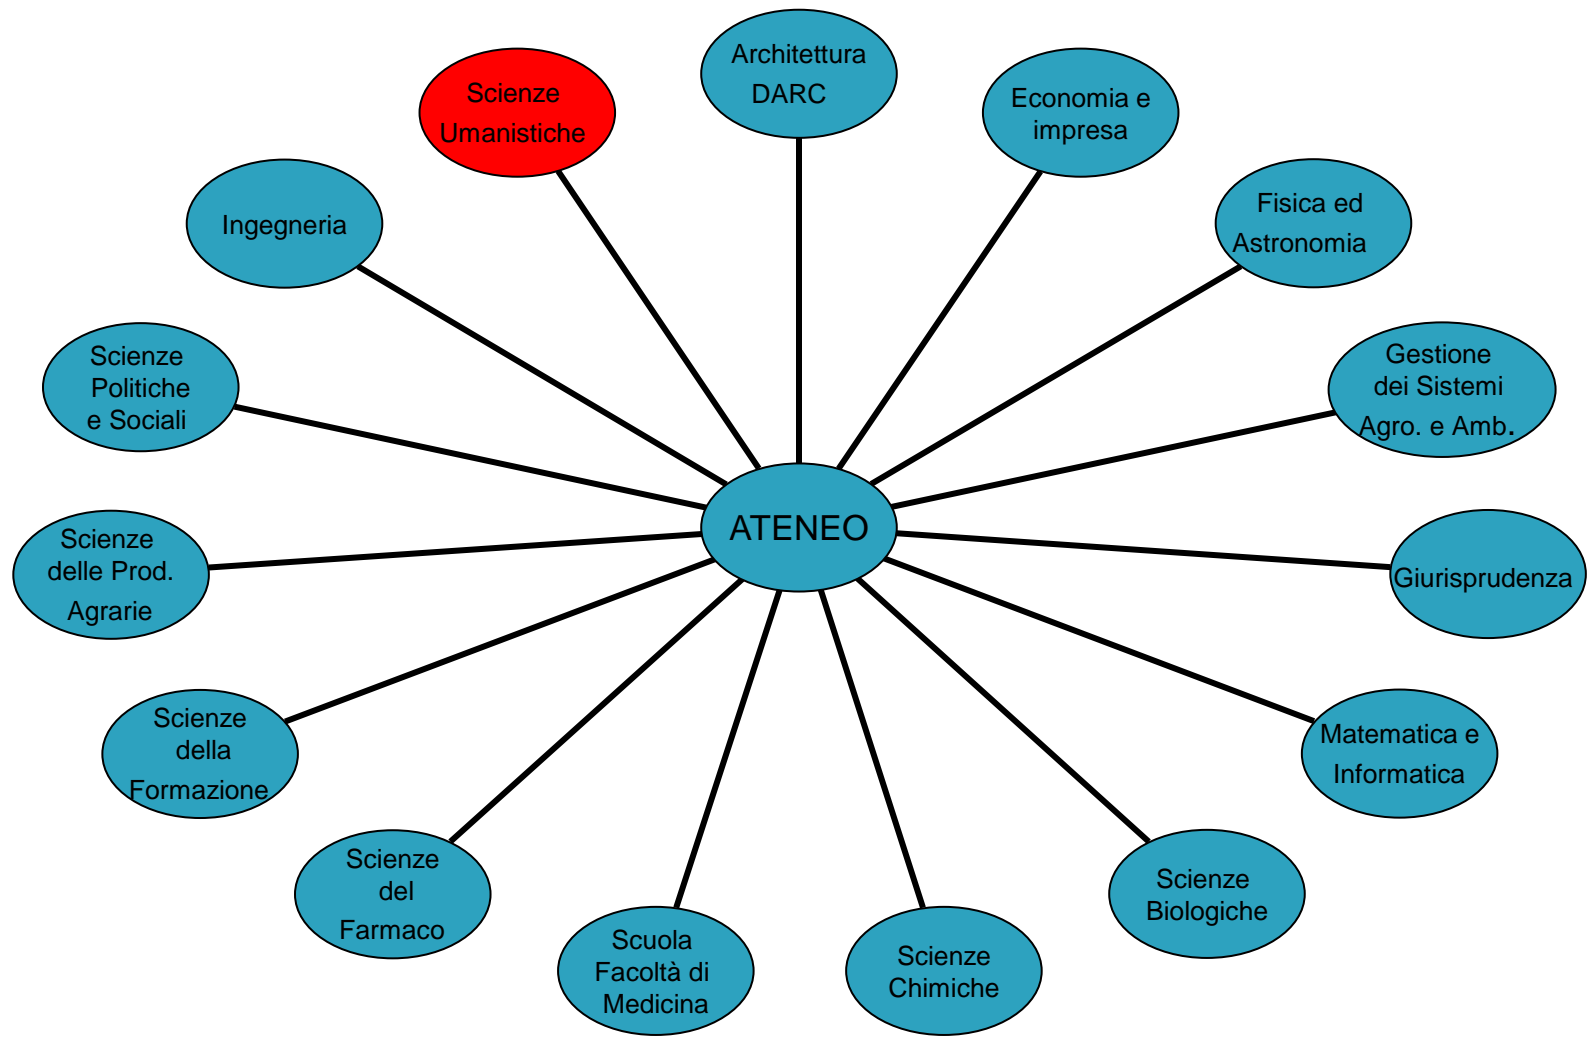 Architettura
DARC
Economia e
impresa
Fisica ed
Astronomia
Gestione
dei Sistemi
Agro. e Amb.
Giurisprudenza
Matematica e
Informatica
Scienze
Biologiche
Scienze
Chimiche
Scuola
Facoltà di
Medicina
Scienze
del
Farmaco
Scienze
della
Formazione
Scienze
delle Prod.
Agrarie
Scienze
Politiche
e Sociali
Ingegneria
Scienze
Umanistiche
ATENEO